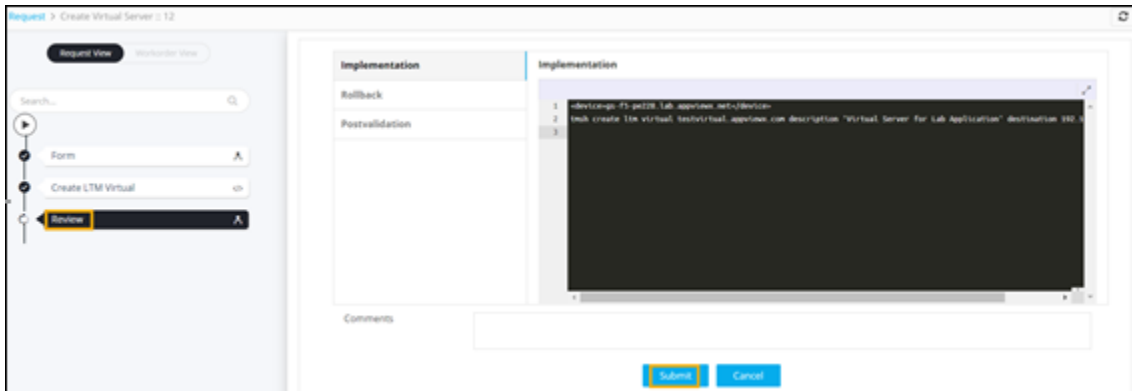 Request > Create Virtual Server :: 12
Request View
Workorder View
Search...
Form
Create LTM Virtual
Review
Implementation
Rollback
Postvalidation
Implementation
1 <device=gs-f5-pe220.lab.appviewx.net</device>
2 tmsh create ltm virtual testvirtual.appviewx.com description "Virtual Server for Lab Application" destination 192.1
3
Comments
Submit
Cancel